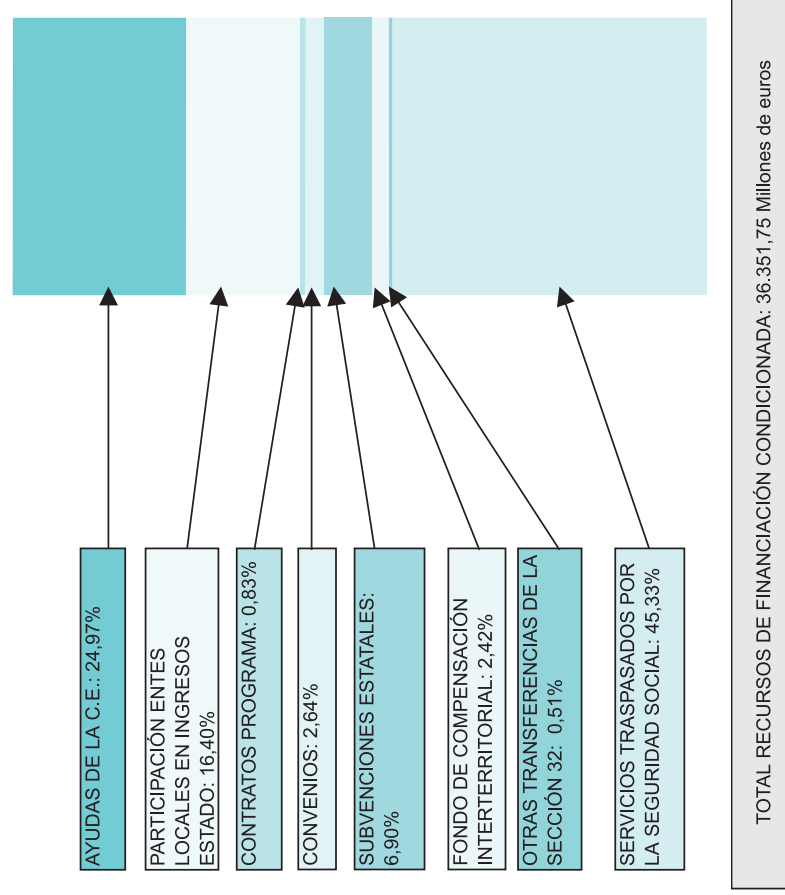 AYUDAS DE LA C.E.: 24,97%
PARTICIPACIÓN ENTES
LOCALES EN INGRESOS
ESTADO: 16,40%
CONTRATOS PROGRAMA: 0,83%
CONVENIOS: 2,64%
SUBVENCIONES ESTATALES:
6,90%
FONDO DE COMPENSACIÓN
INTERTERRITORIAL: 2,42%
OTRAS TRANSFERENCIAS DE LA
SECCIÓN 32: 0,51%
SERVICIOS TRASPASADOS POR
LA SEGURIDAD SOCIAL: 45,33%
TOTAL RECURSOS DE FINANCIACIÓN CONDICIONADA: 36.351,75 Millones de euros